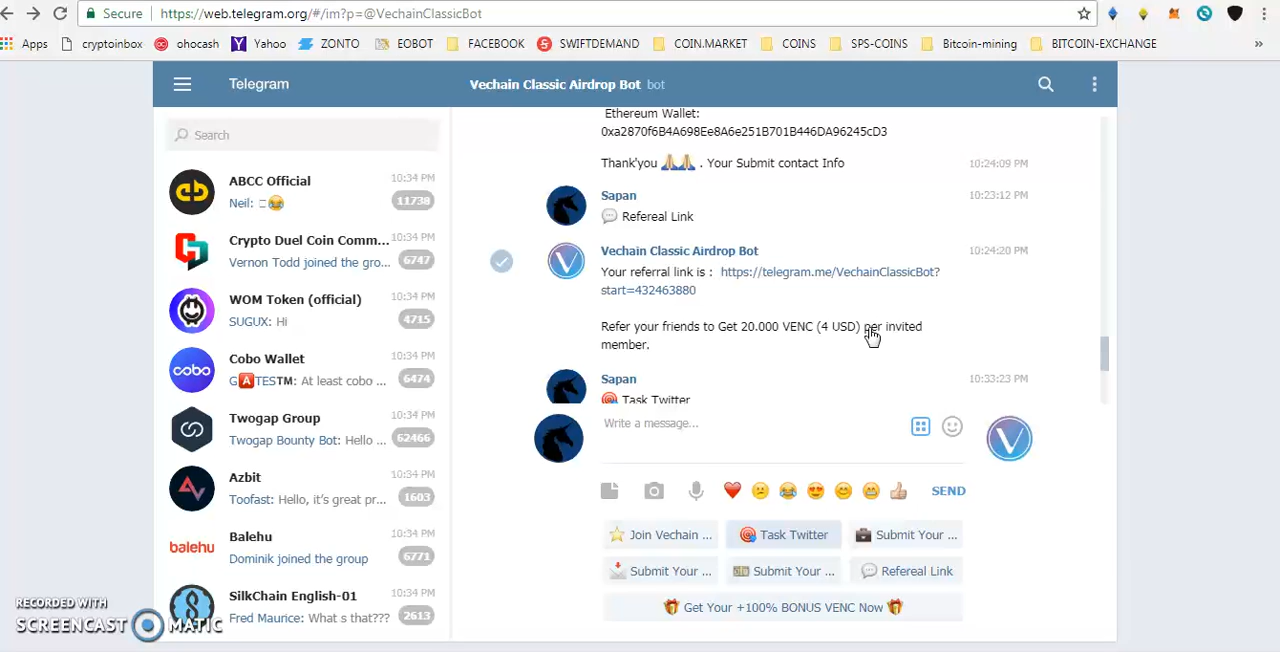 Secure https://web.telegram.org/#/im?p=@VechainClassicBot
Apps cryptoinbox ohocash Yahoo ZONTO EOBOT FACEBOOK SWIFTDEMAND COIN.MARKET COINS SPS-COINS Bitcoin-mining BITCOIN-EXCHANGE »
Telegram Vechain Classic Airdrop Bot bot
Search
ABCC Official 10:34 PM
Neil: 11738
Crypto Duel Coin Comm... 10:34 PM
Vernon Todd joined the gro... 6747
WOM Token (official) 10:34 PM
SUGUX: Hi 4715
Cobo Wallet 10:34 PM
cobo G🅰TES™: At least cobo ... 6474
Twogap Group 10:34 PM
Twogap Bounty Bot: Hello ... 62466
Azbit 10:34 PM
Toofast: Hello, it's great pr... 1603
Balehu 10:34 PM
balehu Dominik joined the group 6771
SilkChain English-01 10:34 PM
Fred Maurice: What s that??? 2613
Ethereum Wallet:
0xa2870f6B4A698Ee8A6e251B701B446DA96245cD3
Thank'you 🙏🙏 . Your Submit contact Info 10:24:09 PM
Sapan 10:23:12 PM
💬 Refereal Link
Vechain Classic Airdrop Bot 10:24:20 PM
Your referral link is : https://telegram.me/VechainClassicBot?
start=432463880
Refer your friends to Get 20.000 VENC (4 USD) per invited
member.
Sapan 10:33:23 PM
🎯 Task Twitter
Write a message...
SEND
⭐ Join Vechain ... 🎯 Task Twitter 💼 Submit Your ...
📩 Submit Your ... 💵 Submit Your ... 💬 Refereal Link
🎁 Get Your +100% BONUS VENC Now 🎁
RECORDED WITH
SCREENCAST MATIC